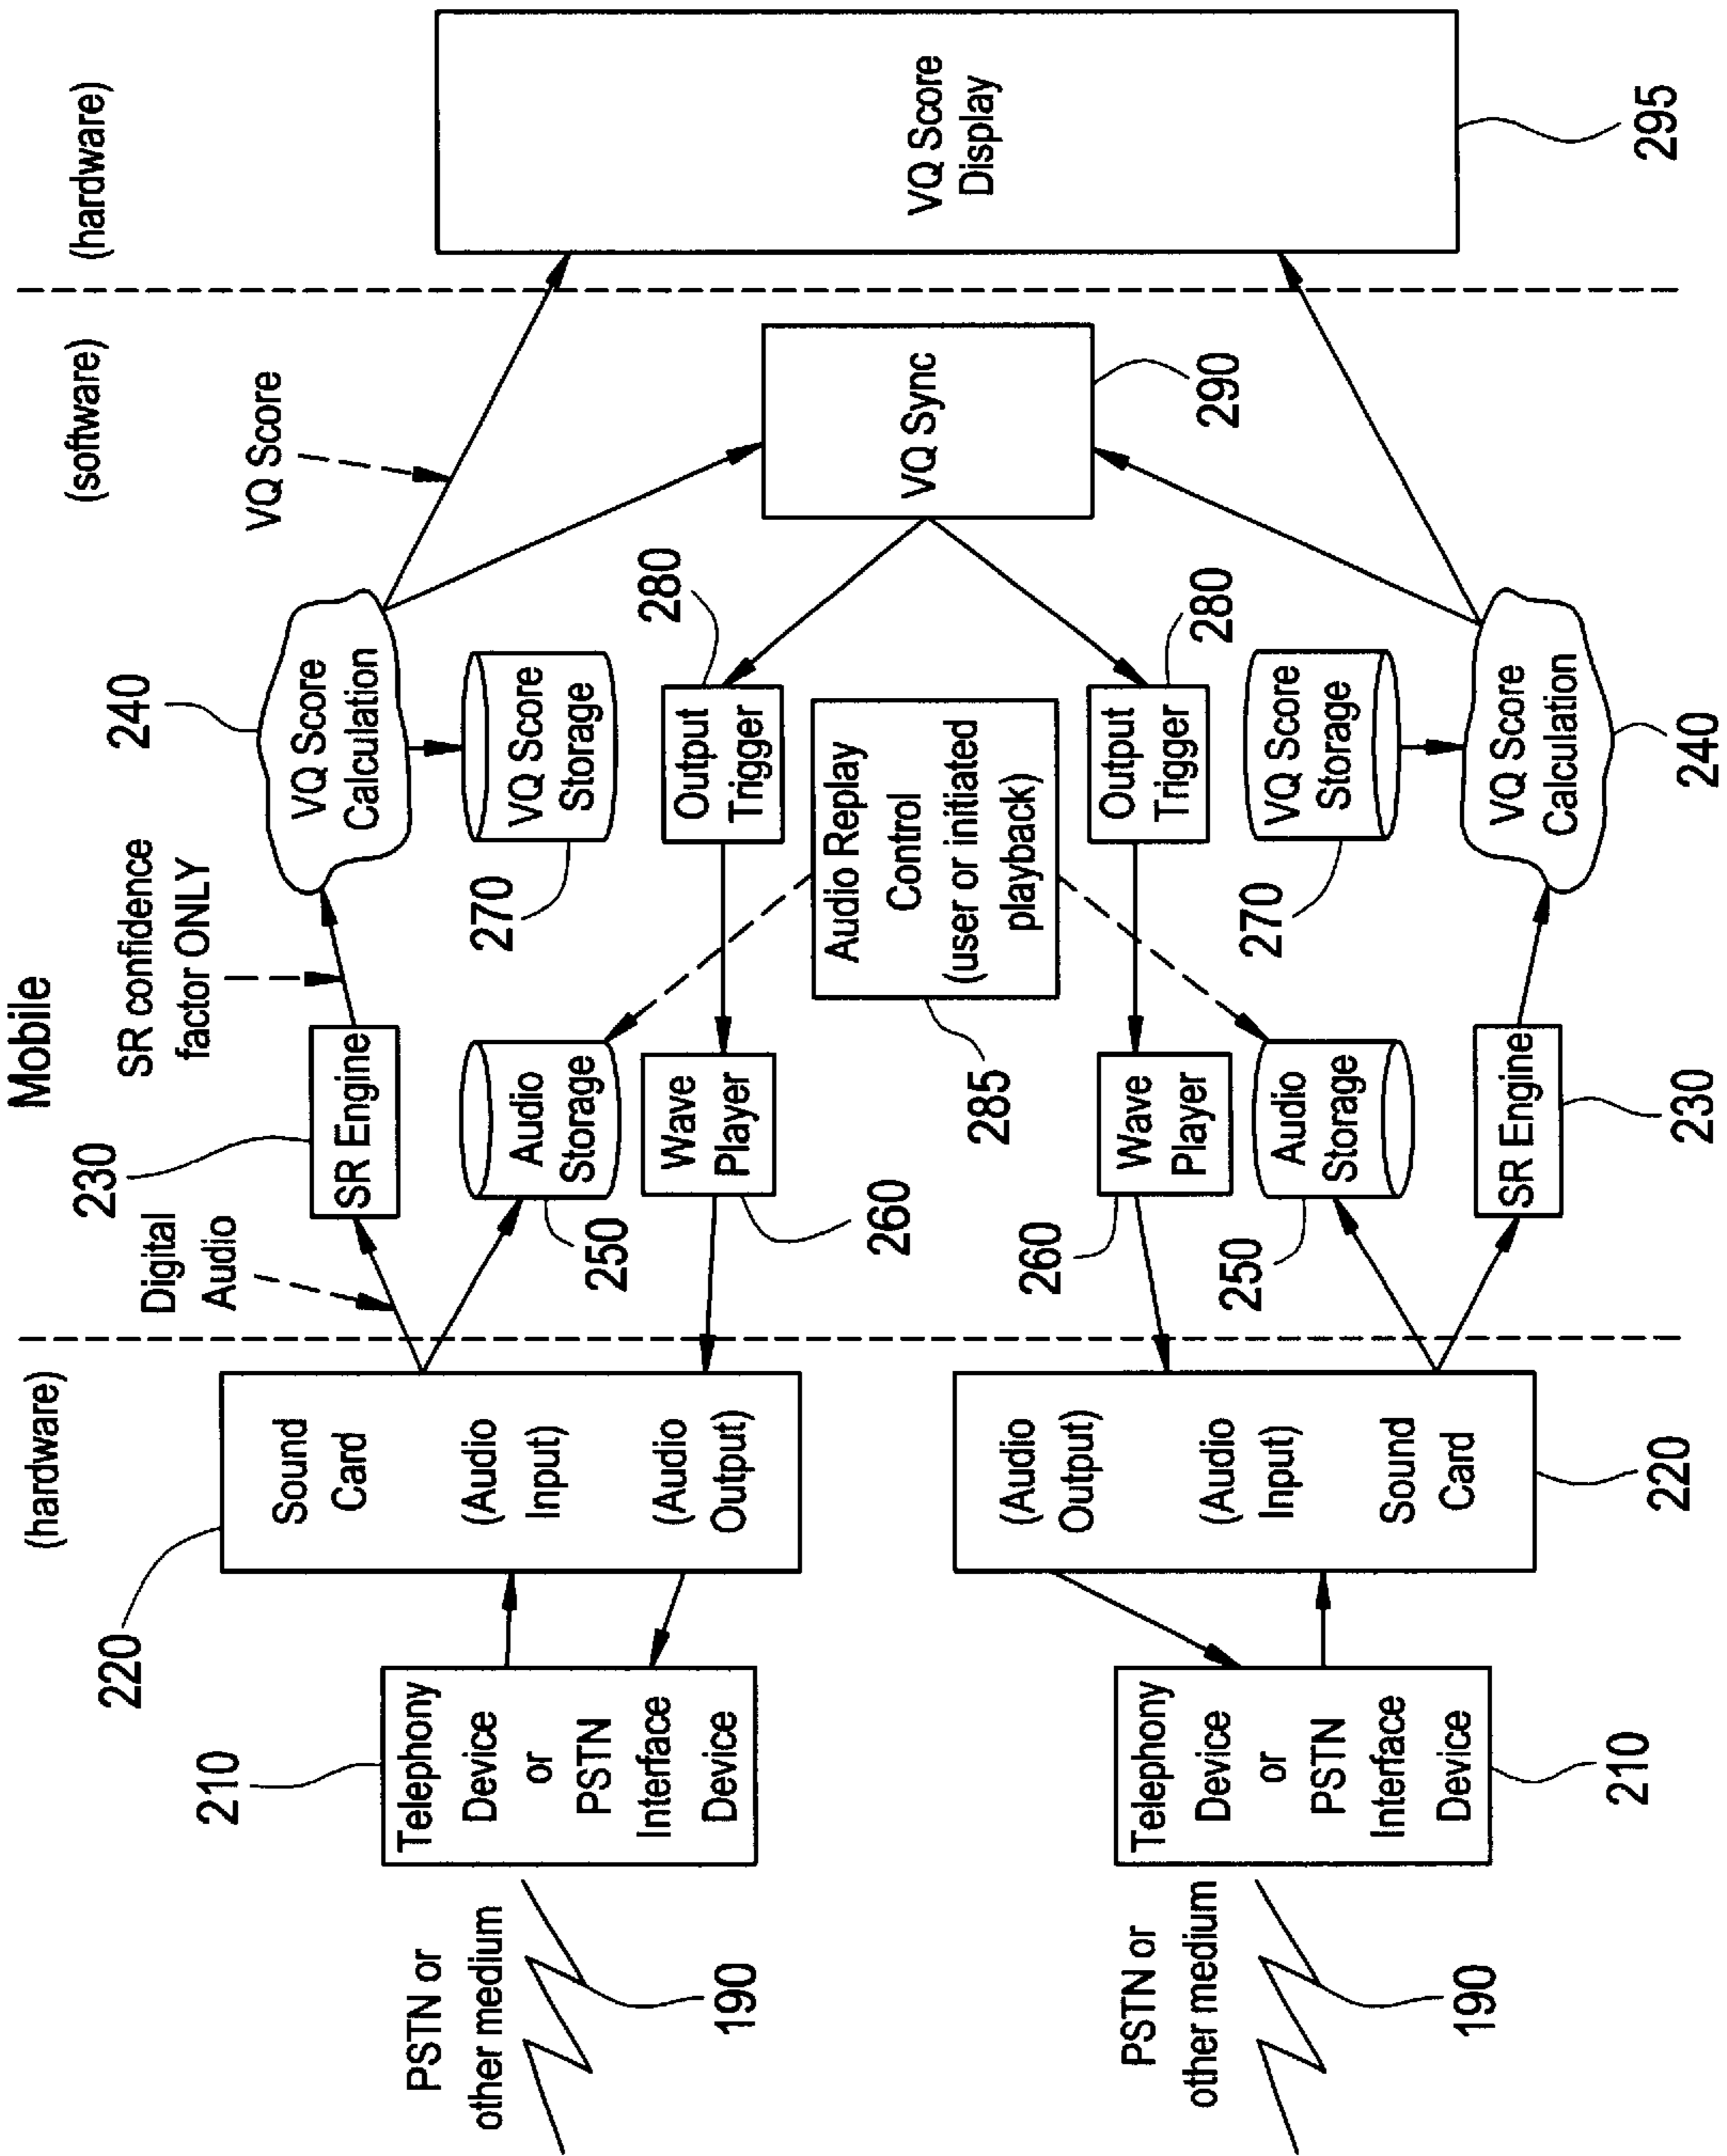 Mobile
(hardware)
(software)
(hardware)
220
Sound
Card
(Audio
Input)
(Audio
Output)
210
Telephony
Device
or
PSTN
Interface
Device
PSTN or
other medium
190
Digital
Audio
230
SR Engine
SR confidence
factor ONLY
240
VQ Score
Calculation
VQ Score
250
Audio
Storage
270
VQ Score
Storage
260
Wave
Player
280
Output
Trigger
285
Audio Replay
Control
(user or initiated
playback)
VQ Sync
290
VQ Score
Display
295
260
Wave
Player
280
Output
Trigger
250
Audio
Storage
270
VQ Score
Storage
SR Engine
230
VQ Score
Calculation
240
(Audio
Output)
(Audio
Input)
Sound
Card
220
Telephony
Device
or
PSTN
Interface
Device
210
PSTN or
other medium
190